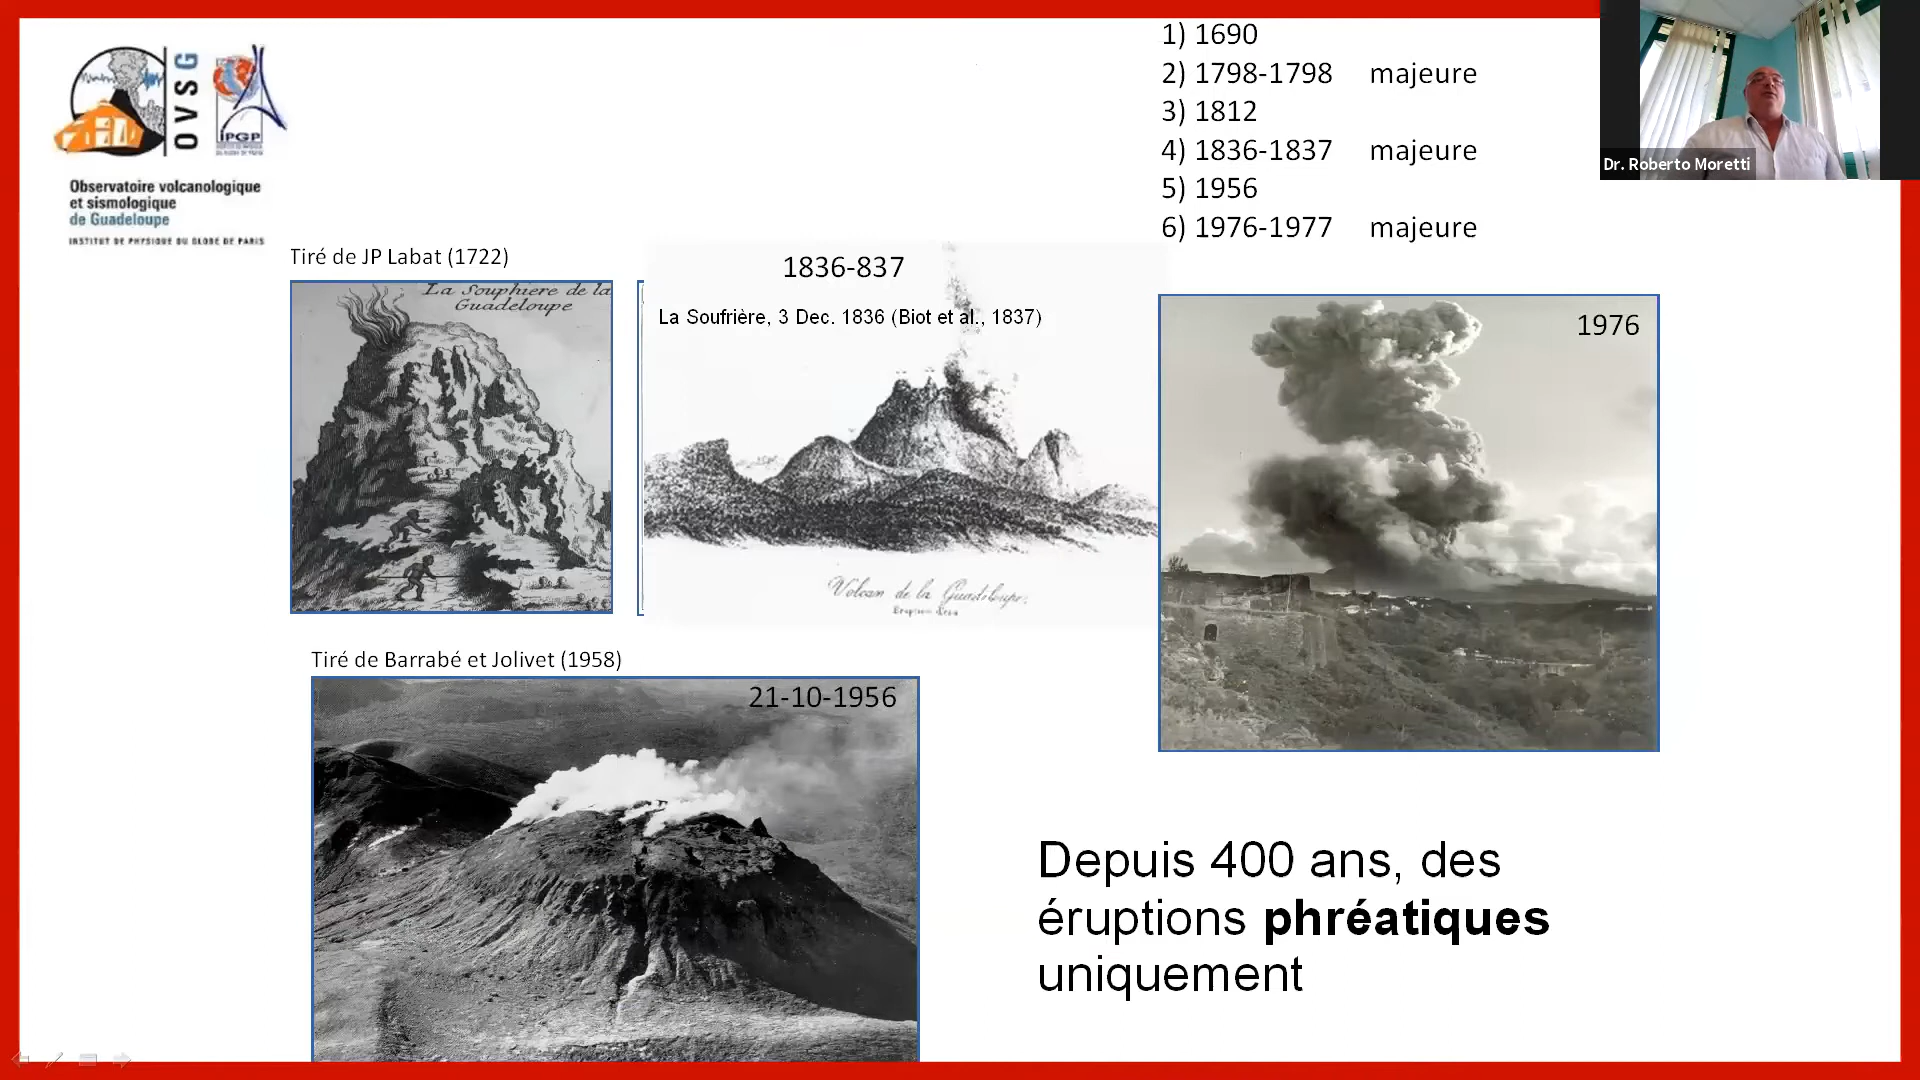 1) 1690
2) 1798-1798 majeure
3) 1812
4) 1836-1837 majeure
5) 1956
6) 1976-1977 majeure
Dr. Roberto Moretti
OVSG
IPGP
Observatoire volcanologique
et sismologique
de Guadeloupe
INSTITUT DE PHYSIQUE DU GLOBE DE PARIS
Tiré de JP Labat (1722)
La Souphiere de la
Guadeloupe
1836-837
La Soufrière, 3 Dec. 1836 (Biot et al., 1837)
Volcan de la Guadeloupe.
1976
Tiré de Barrabé et Jolivet (1958)
21-10-1956
Depuis 400 ans, des
éruptions phréatiques
uniquement